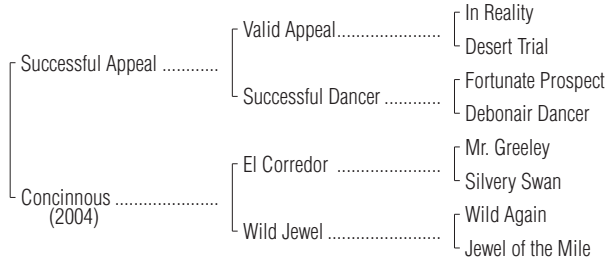 In Reality
Valid Appeal.................
Desert Trial
Successful Appeal ............
Fortunate Prospect
Successful Dancer ............
Debonair Dancer
Mr. Greeley
El Corredor .....................
Silvery Swan
Concinnous ......................
(2004)
Wild Again
Wild Jewel .......................
Jewel of the Mile